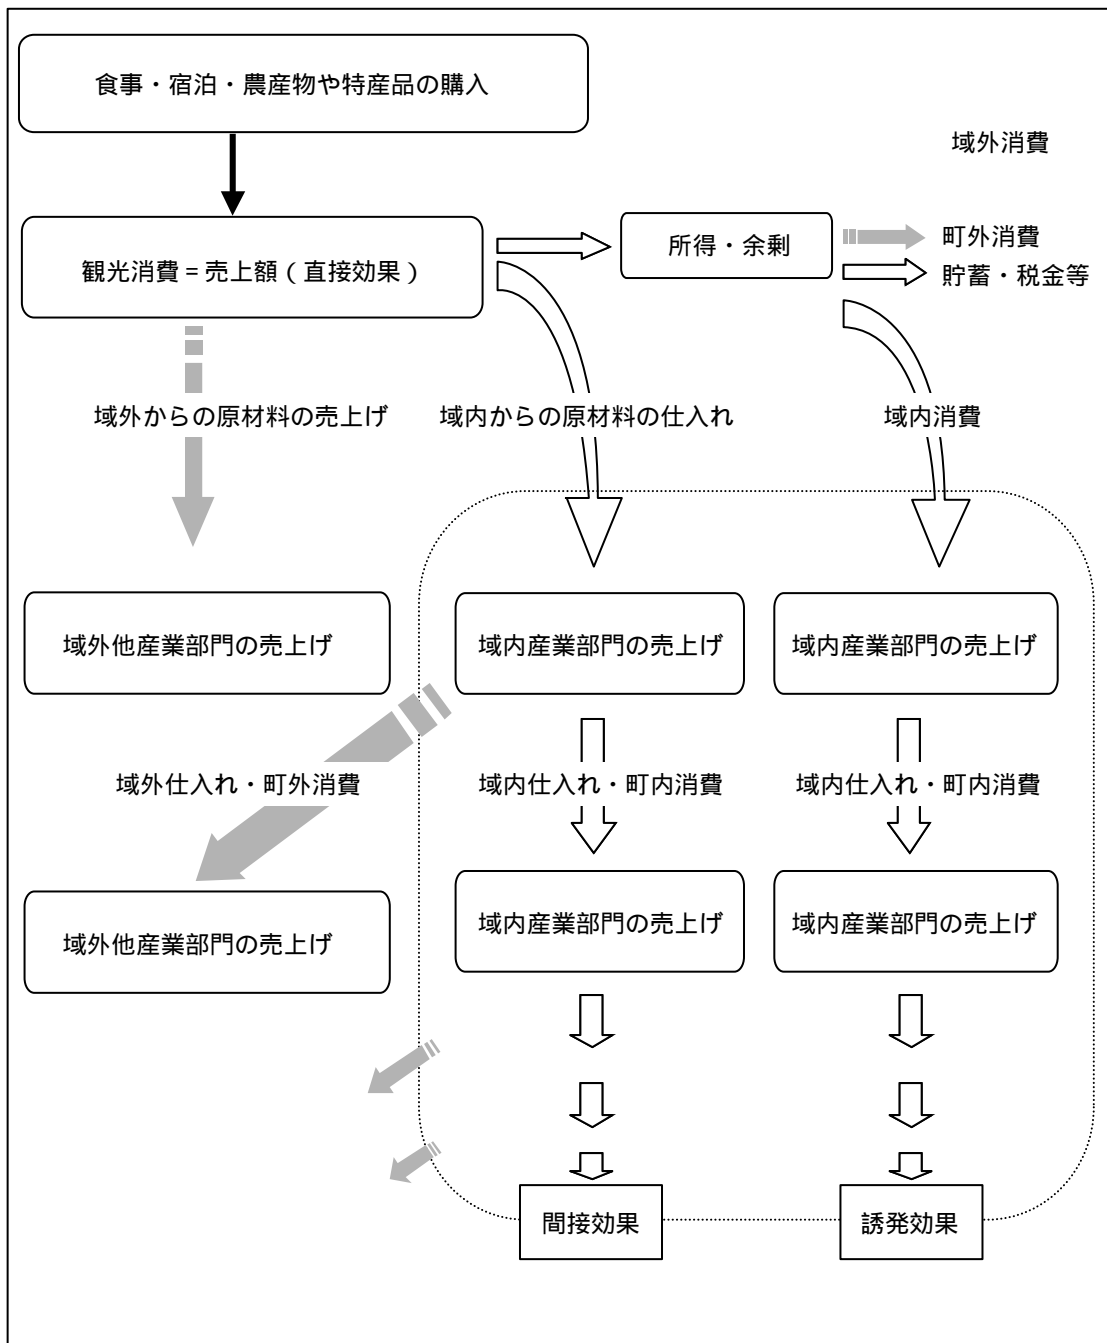 食事・宿泊・農産物や特産品の購入
域外消費
観光消費＝売上額（直接効果）
所得・余剰
町外消費
貯蓄・税金等
域外からの原材料の売上げ
域内からの原材料の仕入れ
域内消費
域外他産業部門の売上げ
域内産業部門の売上げ
域内産業部門の売上げ
域外仕入れ・町外消費
域内仕入れ・町内消費
域内仕入れ・町内消費
域外他産業部門の売上げ
域内産業部門の売上げ
域内産業部門の売上げ
間接効果
誘発効果